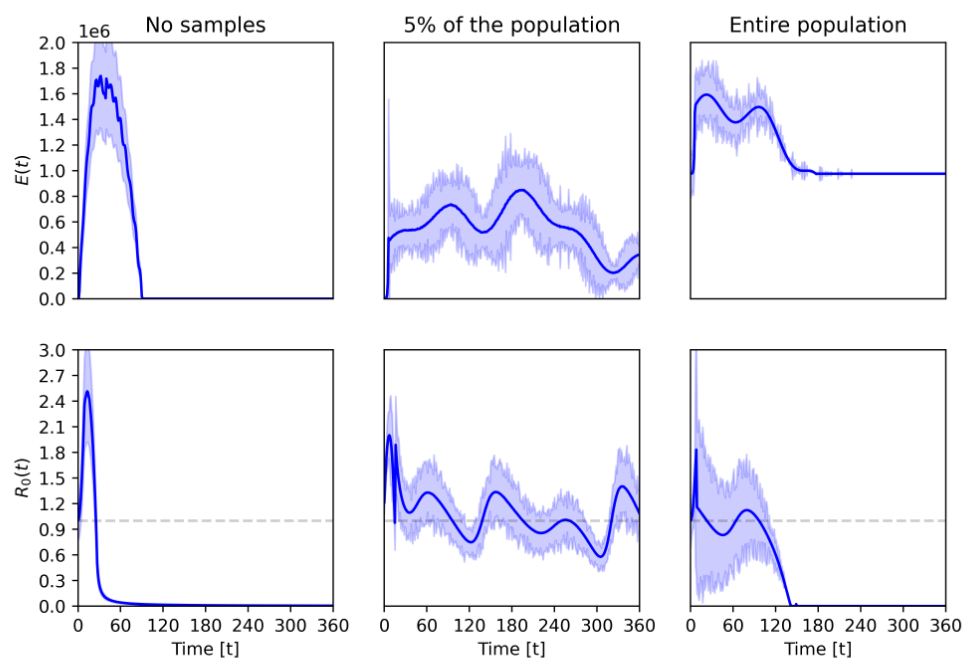 No samples
5% of the population
Entire population
1e6
2.0
1.8
1.6
1.4
1.2
1.0
0.8
0.6
0.4
0.2
0.0
E(t)
3.0
2.7
2.4
2.1
1.8
1.5
1.2
0.9
0.6
0.3
0.0
R₀(t)
0 60 120 180 240 300 360
0 60 120 180 240 300 360
0 60 120 180 240 300 360
Time [t]
Time [t]
Time [t]